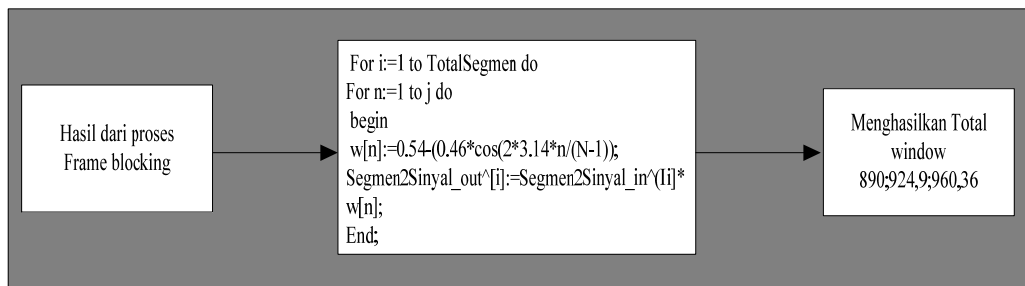 Hasil dari proses
Frame blocking
For i:=1 to TotalSegmen do
For n:=1 to j do
begin
w[n]:=0.54-(0.46*cos(2*3.14*n/(N-1));
Segmen2Sinyal_out^[i]:=Segmen2Sinyal_in^(Ii]*
w[n];
End;
Menghasilkan Total
window
890;924,9;960,36